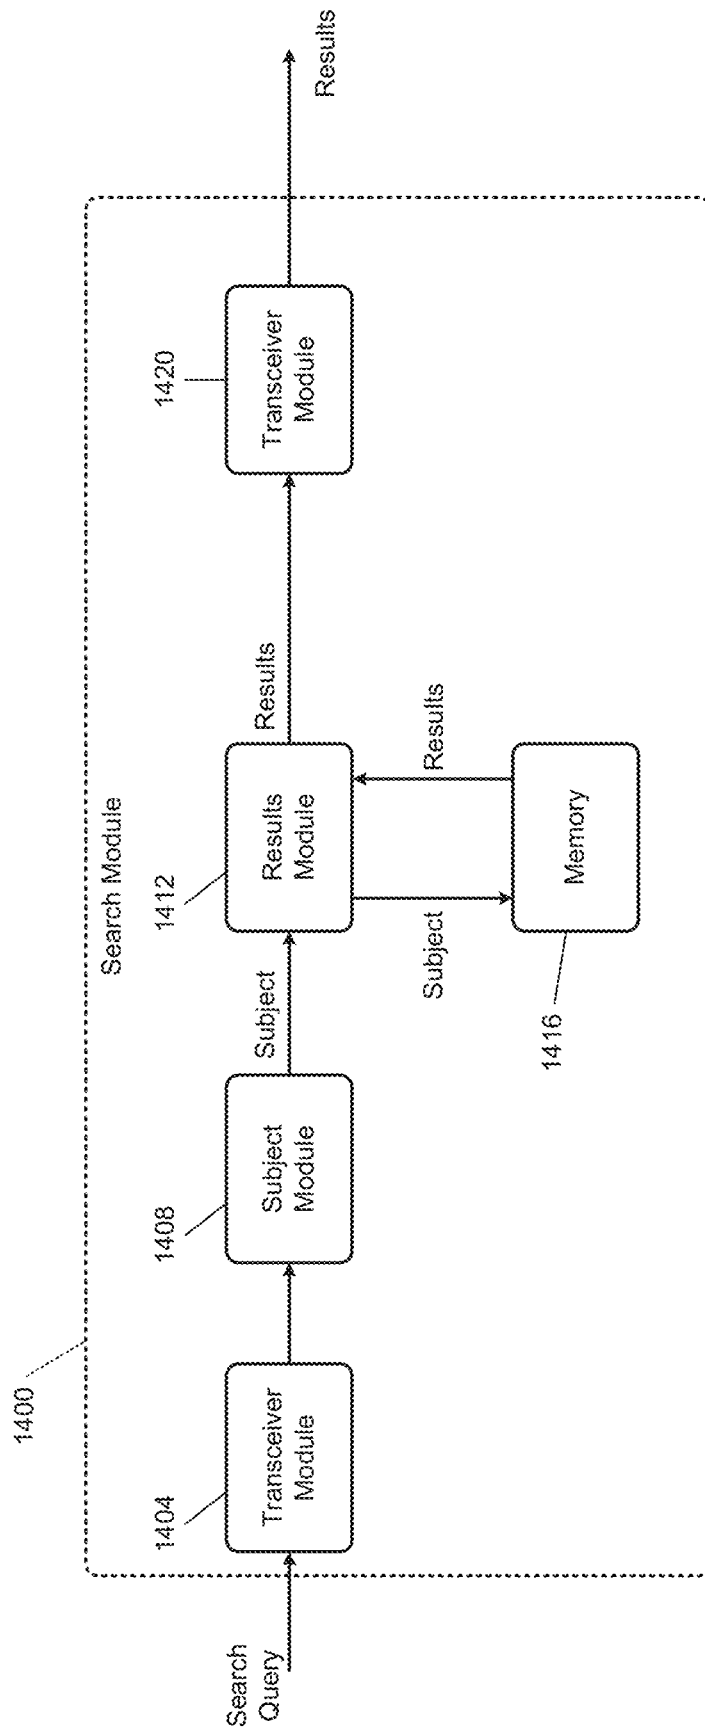 1400
Search Module
1404
1408
1412
1420
Search
Query
Transceiver
Module
Subject
Module
Subject
Results
Module
Results
Transceiver
Module
Results
Subject
Results
1416
Memory